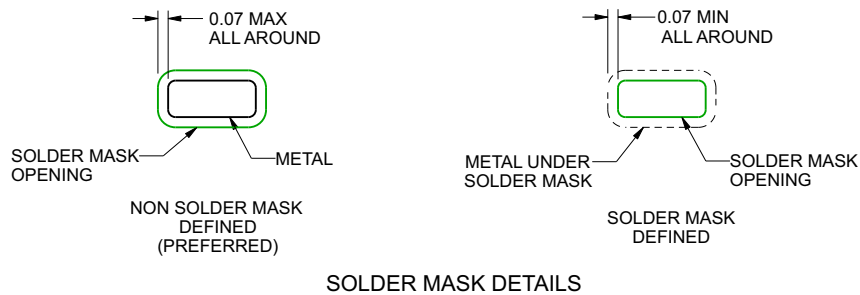 0.07 MAX
ALL AROUND
SOLDER MASK
OPENING
METAL
NON SOLDER MASK
DEFINED
(PREFERRED)
0.07 MIN
ALL AROUND
METAL UNDER
SOLDER MASK
SOLDER MASK
OPENING
SOLDER MASK
DEFINED
SOLDER MASK DETAILS